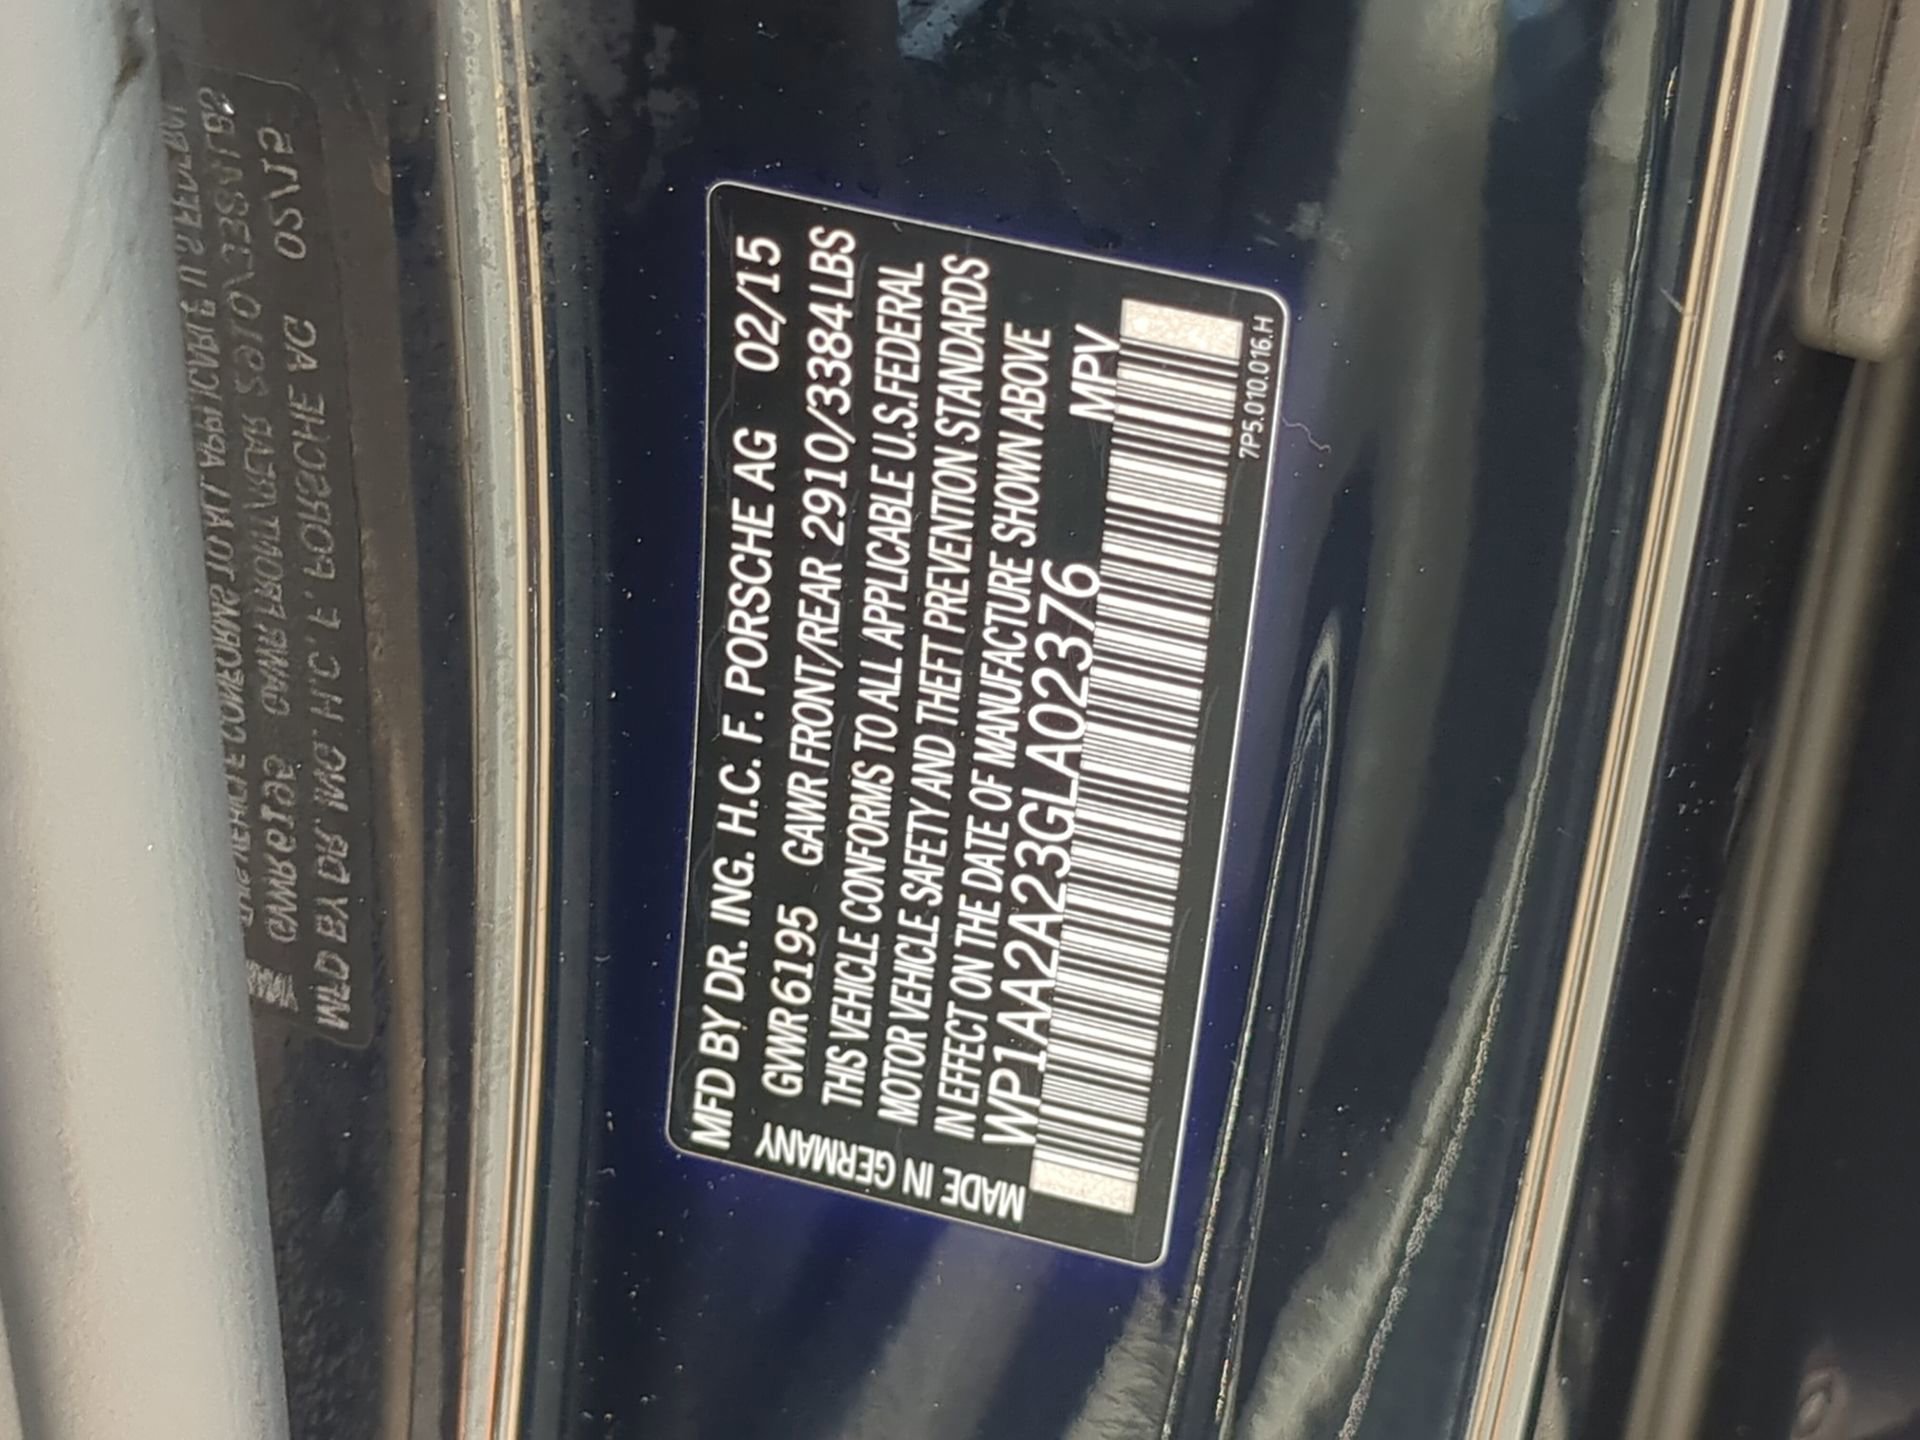 MFD BY DR. ING. H.C. F. PORSCHE AG 02/15
GVWR 6195 GAWR FRONT/REAR 2910/3384 LBS
THIS VEHICLE CONFORMS TO ALL APPLICABLE U.S. FEDERAL
MOTOR VEHICLE SAFETY AND THEFT PREVENTION STANDARDS
IN EFFECT ON THE DATE OF MANUFACTURE SHOWN ABOVE
WP1AA2A23GLA02376 MPV
MADE IN GERMANY
7P5.010.016.H